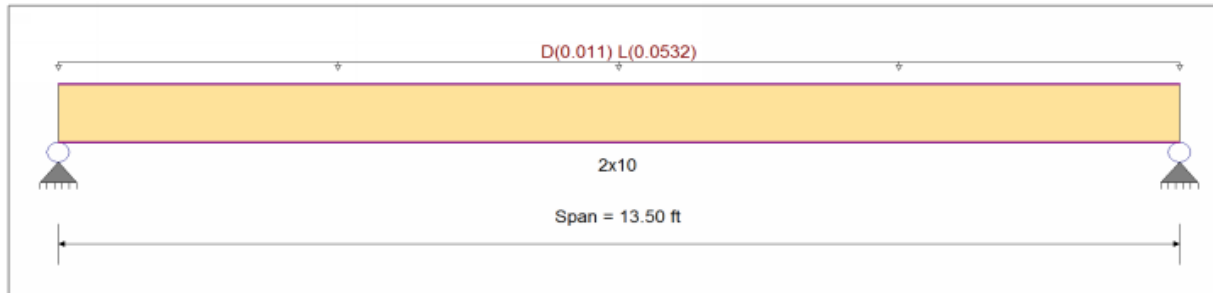 D(0.011) L(0.0532)
2x10
Span = 13.50 ft